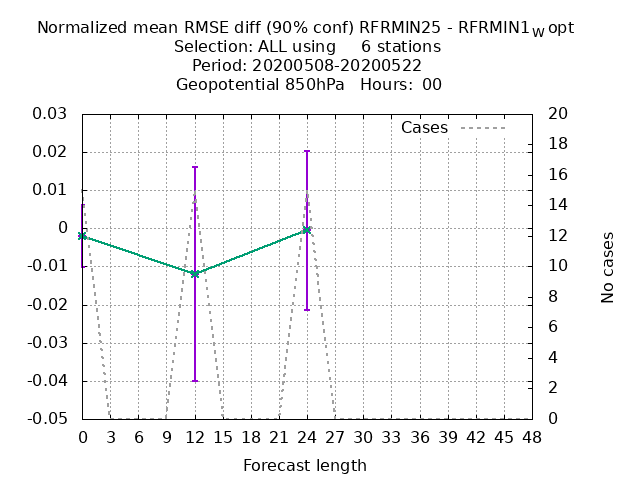 Normalized mean RMSE diff (90% conf) RFRMIN25 - RFRMIN1w opt
Selection: ALL using 6 stations
Period: 20200508-20200522
Geopotential 850hPa Hours: 00
Cases
0.03
0.02
0.01
0
-0.01
-0.02
-0.03
-0.04
-0.05
20
18
16
14
12
10
8
6
4
2
0
No cases
0 3 6 9 12 15 18 21 24 27 30 33 36 39 42 45 48
Forecast length